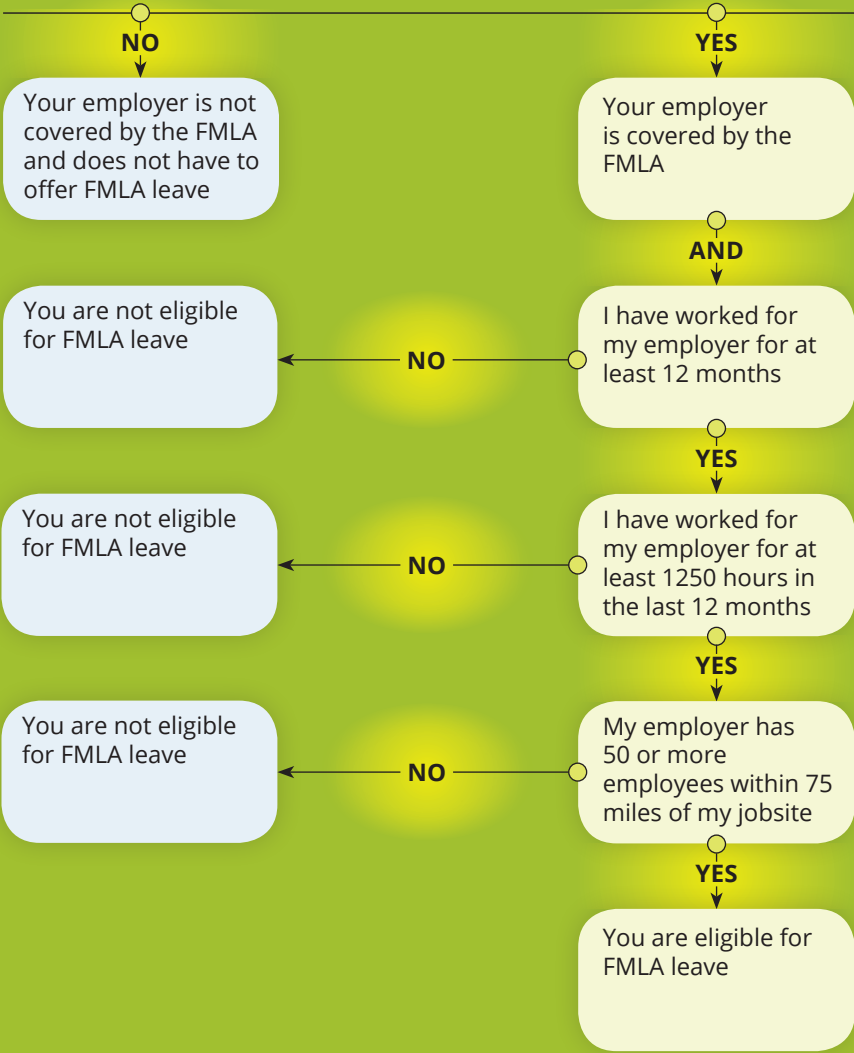 NO
YES
Your employer is not
covered by the FMLA
and does not have to
offer FMLA leave
Your employer
is covered by the
FMLA
AND
You are not eligible
for FMLA leave
NO
I have worked for
my employer for at
least 12 months
YES
You are not eligible
for FMLA leave
NO
I have worked for
my employer for at
least 1250 hours in
the last 12 months
YES
You are not eligible
for FMLA leave
NO
My employer has
50 or more
employees within 75
miles of my jobsite
YES
You are eligible for
FMLA leave